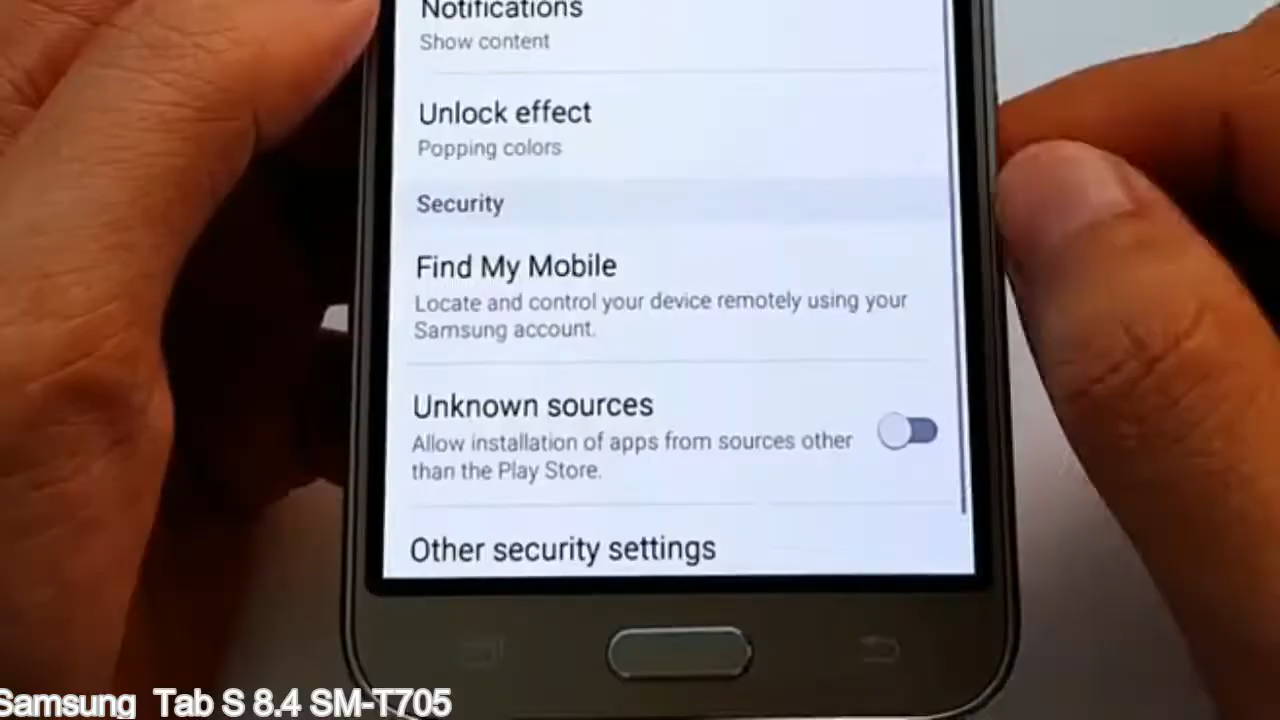 Notifications
Show content
Unlock effect
Popping colors
Security
Find My Mobile
Locate and control your device remotely using your
Samsung account.
Unknown sources
Allow installation of apps from sources other
than the Play Store.
Other security settings
Samsung Tab S 8.4 SM-T705